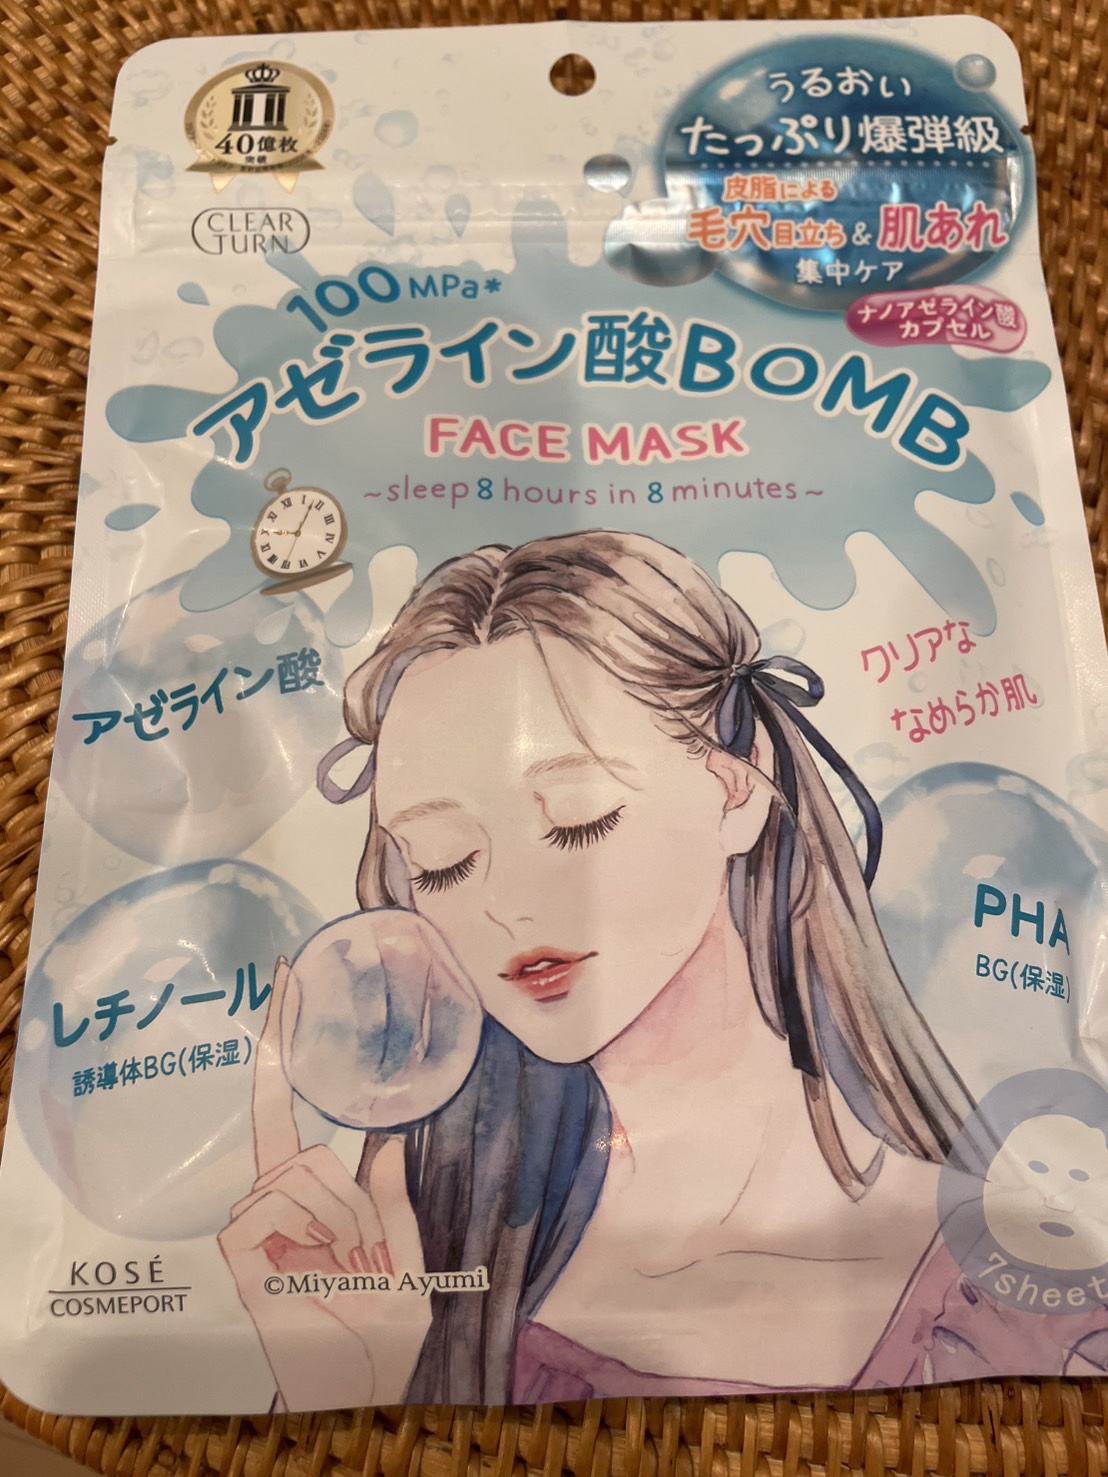 40億枚
突破
CLEAR
TURN
うるおい
たっぷり爆弾級
皮脂による
毛穴目立ち&肌あれ
集中ケア
ナノアゼライン酸
カプセル
100MPa*
アゼライン酸BOMB
FACE MASK
~sleep 8 hours in 8 minutes~
アゼライン酸
クリアな
なめらか肌
レチノール
誘導体BG(保湿)
PHA
BG(保湿)
7sheet
KOSÉ
COSMEPORT
©Miyama Ayumi